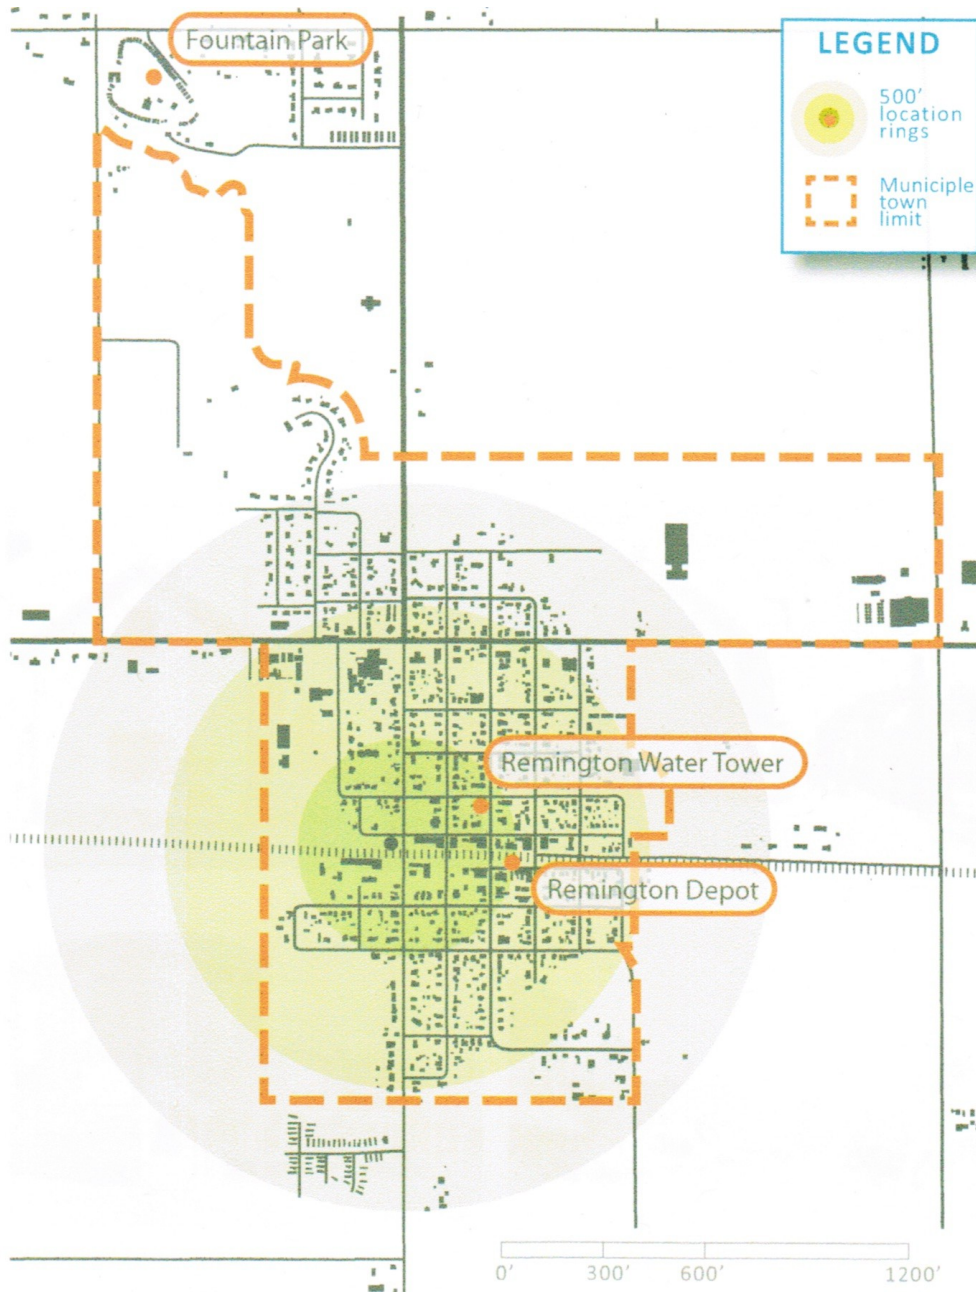 Fountain Park
LEGEND
500'
location
rings
Municiple
town
limit
Remington Water Tower
Remington Depot
0' 300' 600' 1200'